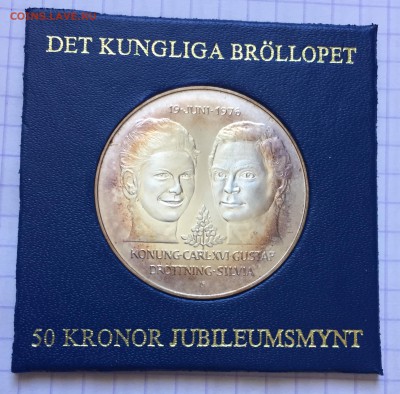 coins.lave.ru
DET KUNGLIGA BRÖLLOPET
19·JUNI·1976
KONUNG·CARL·XVI GUSTAF
DROTTNING·SILVIA
50 KRONOR JUBILEUMSMYNT